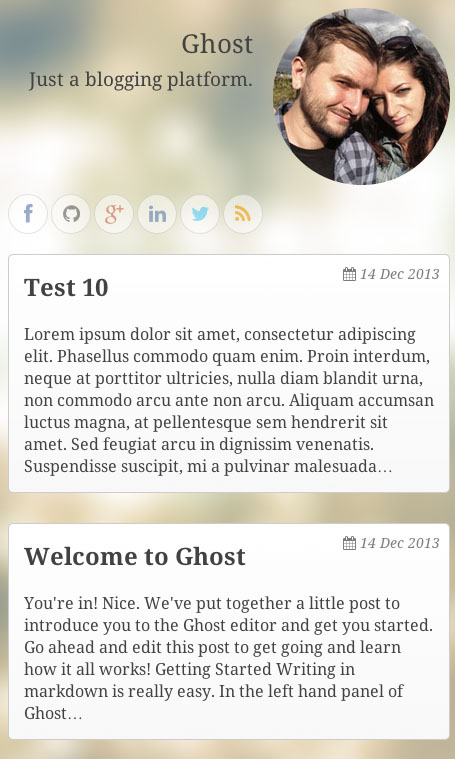 Ghost
Just a blogging platform.
f g+ in
14 Dec 2013
Test 10
Lorem ipsum dolor sit amet, consectetur adipiscing
elit. Phasellus commodo quam enim. Proin interdum,
neque at porttitor ultricies, nulla diam blandit urna,
non commodo arcu ante non arcu. Aliquam accumsan
luctus magna, at pellentesque sem hendrerit sit
amet. Sed feugiat arcu in dignissim venenatis.
Suspendisse suscipit, mi a pulvinar malesuada…
14 Dec 2013
Welcome to Ghost
You're in! Nice. We've put together a little post to
introduce you to the Ghost editor and get you started.
Go ahead and edit this post to get going and learn
how it all works! Getting Started Writing in
markdown is really easy. In the left hand panel of
Ghost…